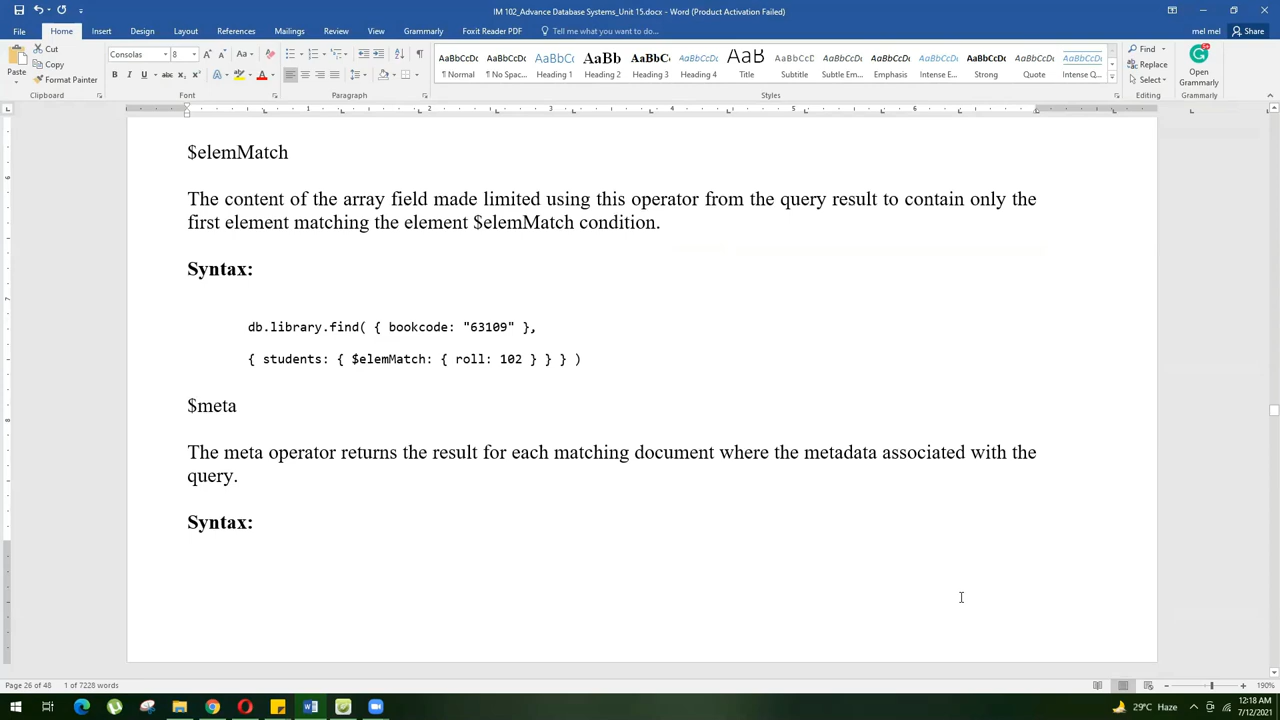 IM 102_Advance Database Systems_Unit 15.docx - Word (Product Activation Failed)
File Home Insert Design Layout References Mailings Review View Grammarly Foxit Reader PDF Tell me what you want to do... mel mel Share
Cut
Copy
Format Painter
Paste
Clipboard
Consolas 8
Font
Paragraph
AaBbCcDc AaBbCcDc AaBbC AaBb AaBbC AaBbCcD AaB AaBbCcD AaBbCcDt AaBbCcDt AaBbCcDt AaBbCcDc AaBbCcDt AaBbCcDt
¶ Normal ¶ No Spac... Heading 1 Heading 2 Heading 3 Heading 4 Title Subtitle Subtle Em... Emphasis Intense E... Strong Quote Intense Q...
Styles
Find
Replace
Select
Editing
Open Grammarly
Grammarly
$elemMatch
The content of the array field made limited using this operator from the query result to contain only the
first element matching the element $elemMatch condition.
Syntax:
db.library.find( { bookcode: "63109" },
{ students: { $elemMatch: { roll: 102 } } } )
$meta
The meta operator returns the result for each matching document where the metadata associated with the
query.
Syntax:
Page 26 of 48 1 of 7228 words 190%
29°C Haze 12:18 AM
7/12/2021